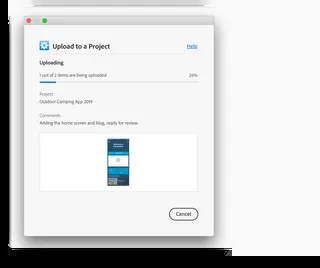 Upload to a Project
Help
Uploading
1 out of 2 items are being uploaded
26%
Project
Outdoor Camping App 2019
Comments
Adding the home screen and blog, ready for review.
Cancel